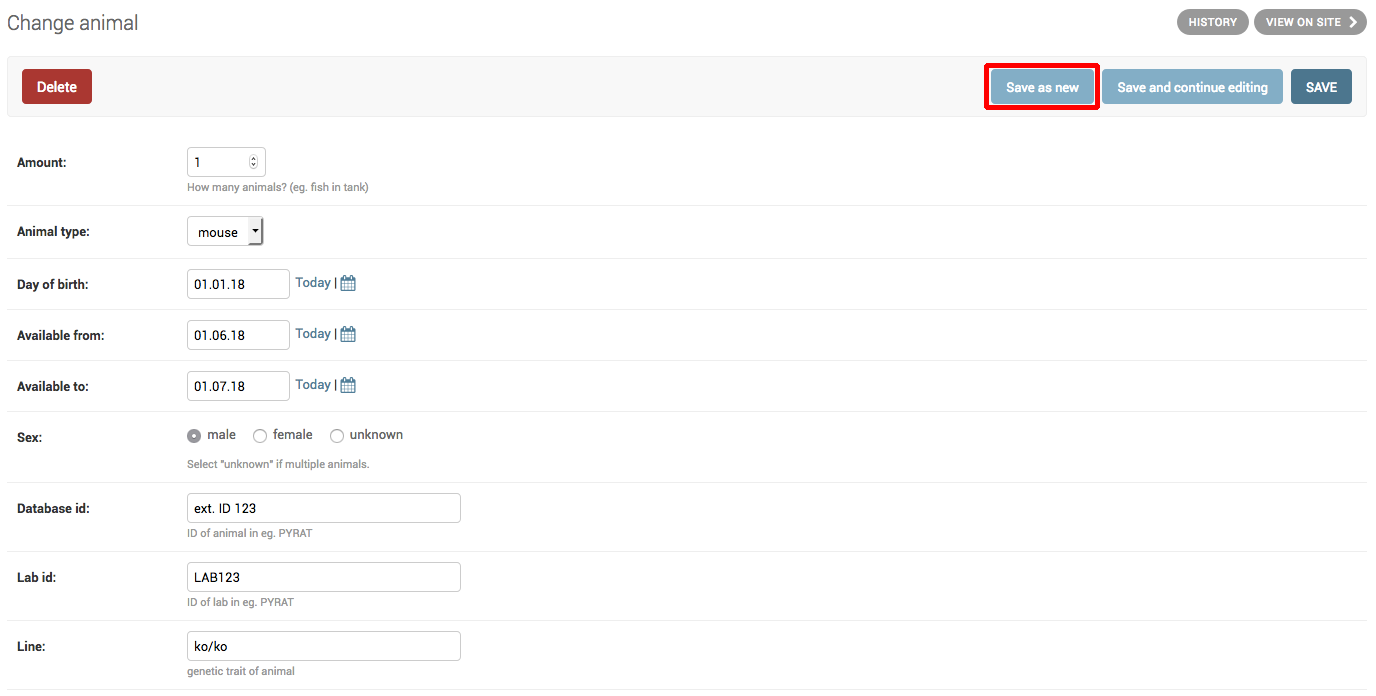 Change animal
HISTORY
VIEW ON SITE
Delete
Save as new
Save and continue editing
SAVE
Amount:
1
How many animals? (eg. fish in tank)
Animal type:
mouse
Day of birth:
01.01.18
Today |
Available from:
01.06.18
Today |
Available to:
01.07.18
Today |
Sex:
male
female
unknown
Select "unknown" if multiple animals.
Database id:
ext. ID 123
ID of animal in eg. PYRAT
Lab id:
LAB123
ID of lab in eg. PYRAT
Line:
ko/ko
genetic trait of animal